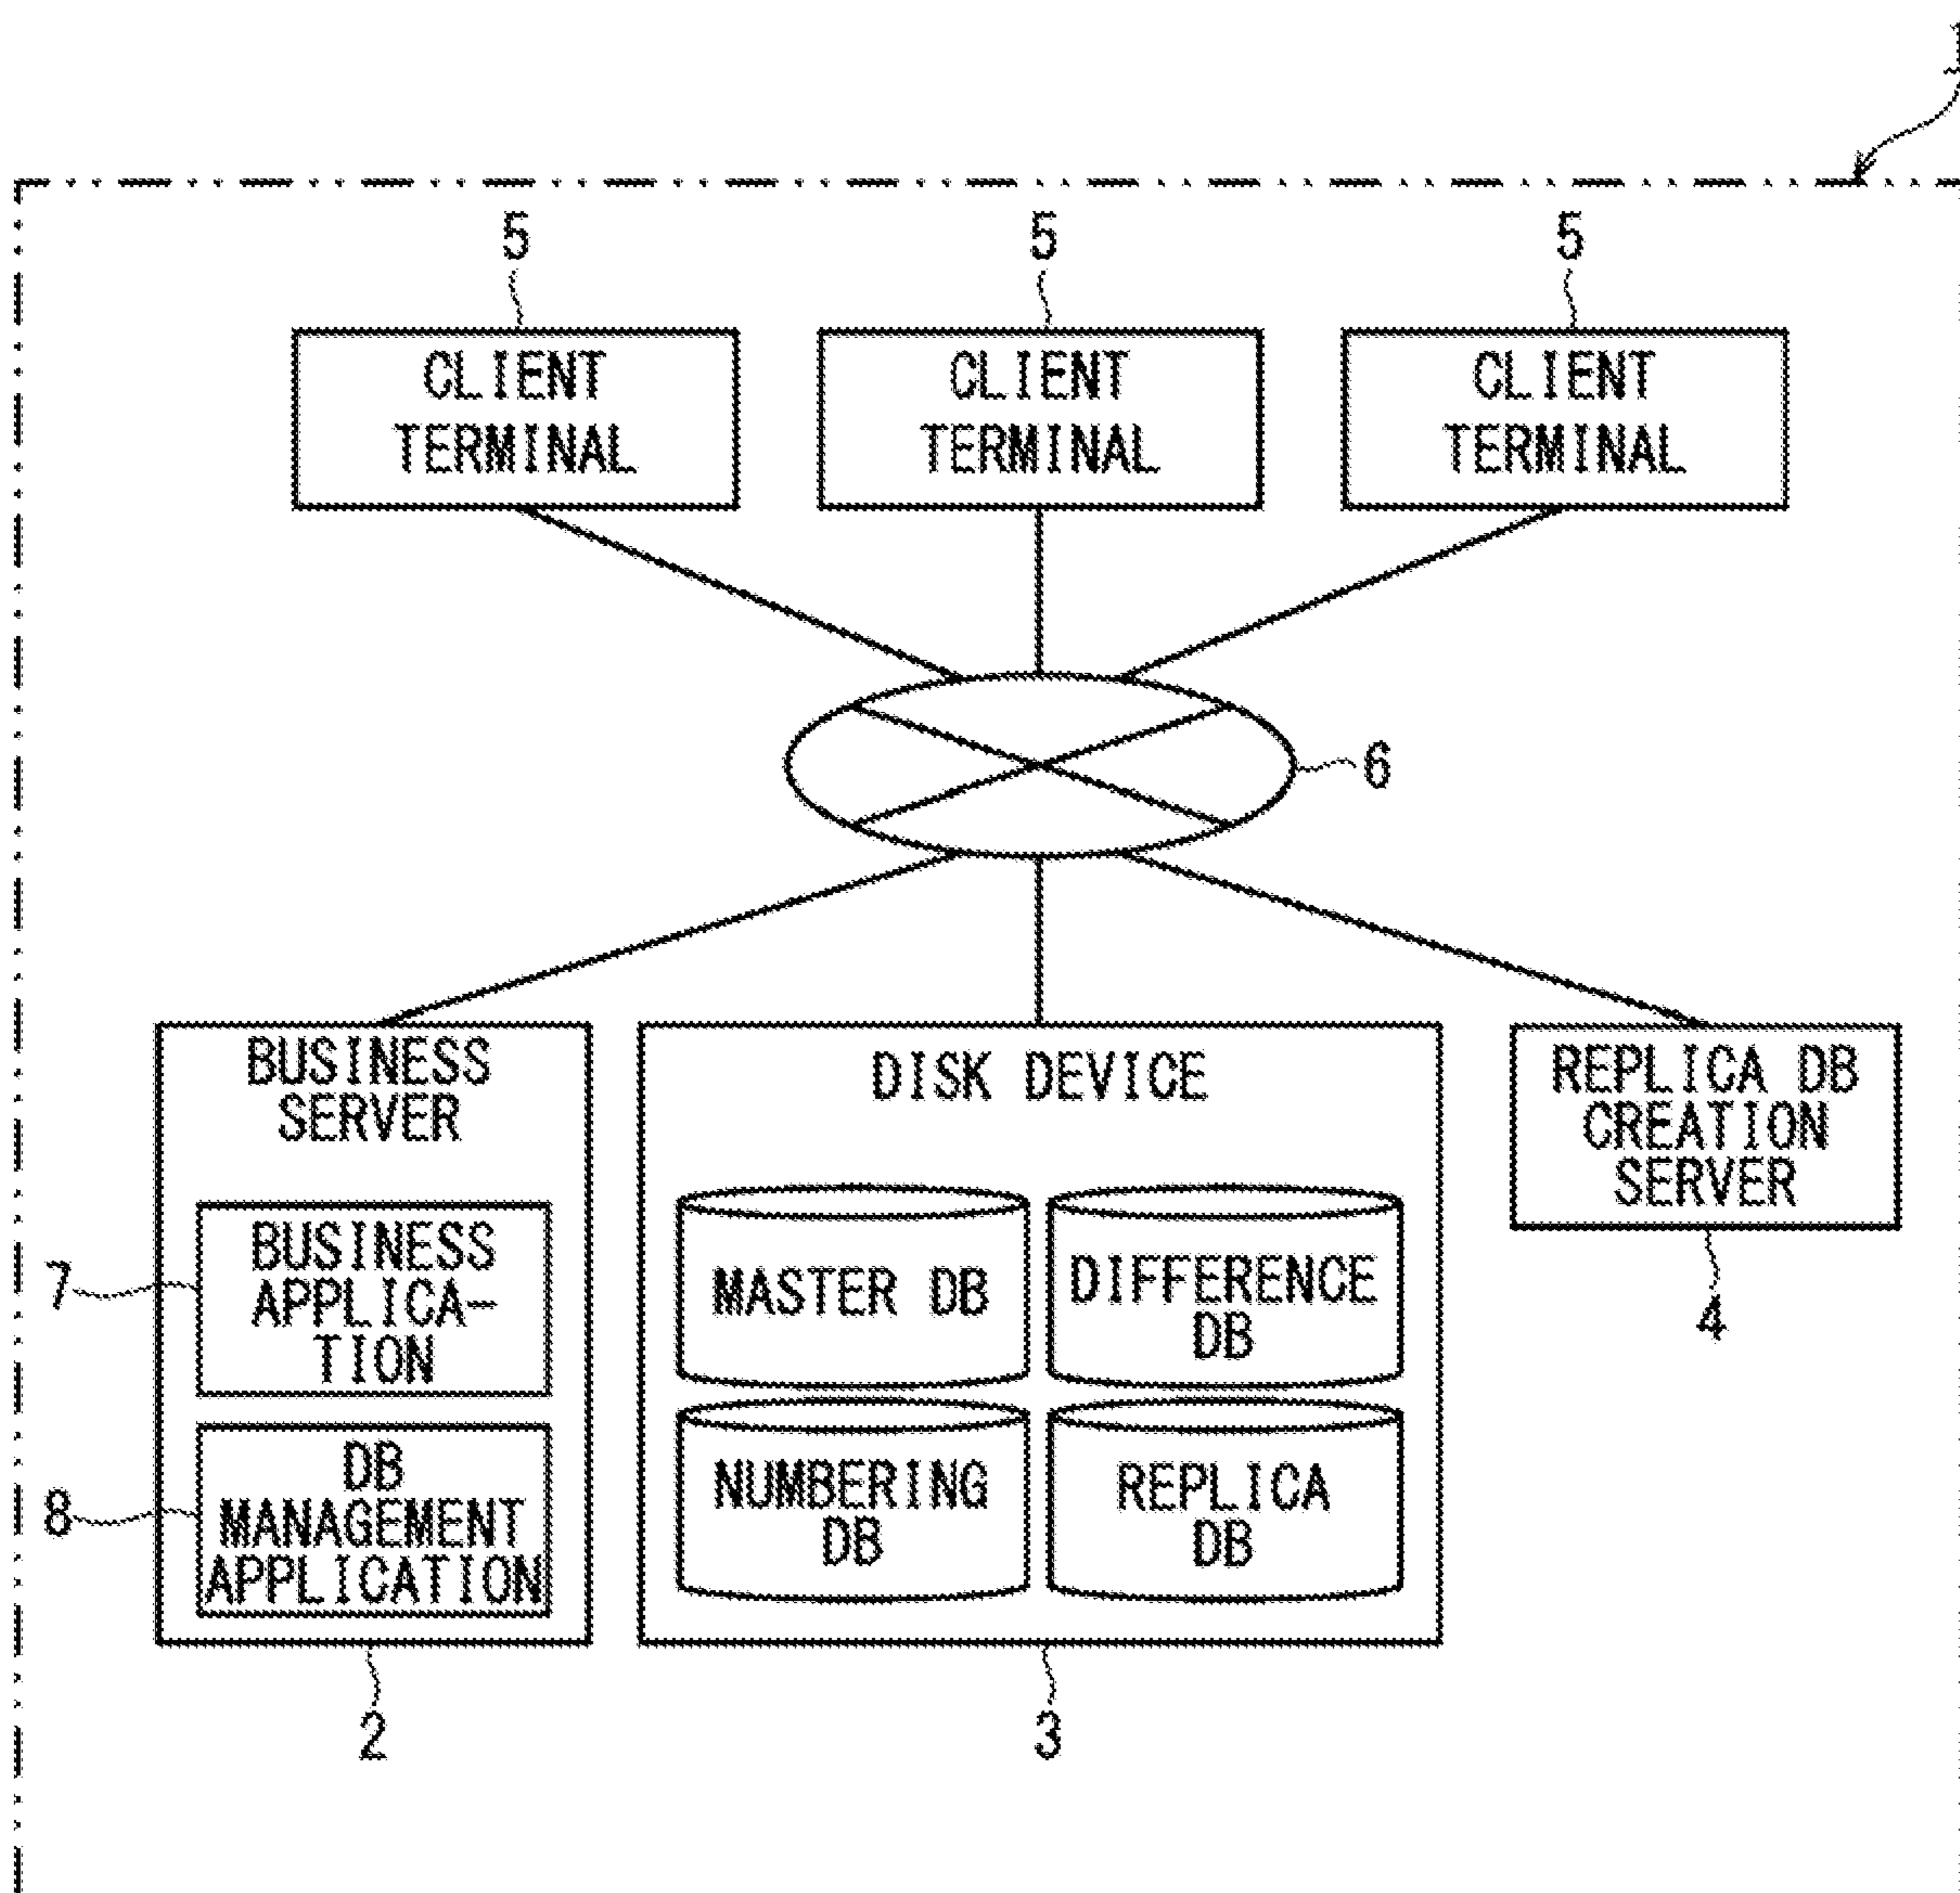 1
5 5 5
CLIENT
TERMINAL
CLIENT
TERMINAL
CLIENT
TERMINAL
6
BUSINESS
SERVER
7
BUSINESS
APPLICA-
TION
8
DB
MANAGEMENT
APPLICATION
2
DISK DEVICE
MASTER DB
DIFFERENCE
DB
NUMBERING
DB
REPLICA
DB
3
REPLICA DB
CREATION
SERVER
4